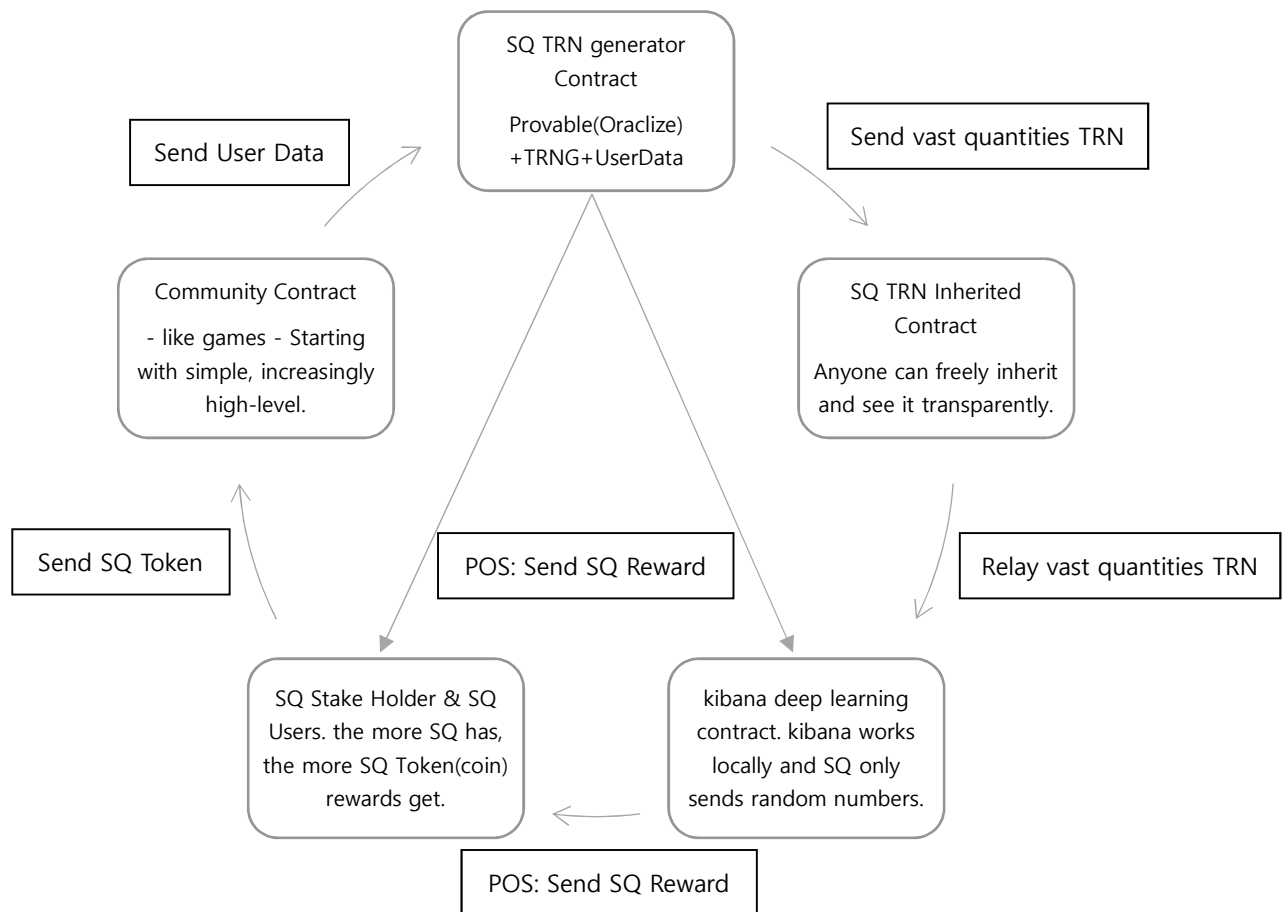 SQ TRN generator
Contract
Provable(Oraclize)
+TRNG+UserData
Send User Data
Send vast quantities TRN
Community Contract
- like games - Starting
with simple, increasingly
high-level.
SQ TRN Inherited
Contract
Anyone can freely inherit
and see it transparently.
Send SQ Token
POS: Send SQ Reward
Relay vast quantities TRN
SQ Stake Holder & SQ
Users. the more SQ has,
the more SQ Token(coin)
rewards get.
kibana deep learning
contract. kibana works
locally and SQ only
sends random numbers.
POS: Send SQ Reward